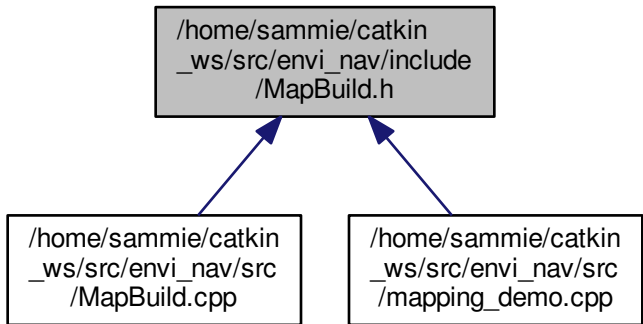 /home/sammie/catkin
_ws/src/envi_nav/include
/MapBuild.h
/home/sammie/catkin
_ws/src/envi_nav/src
/MapBuild.cpp
/home/sammie/catkin
_ws/src/envi_nav/src
/mapping_demo.cpp